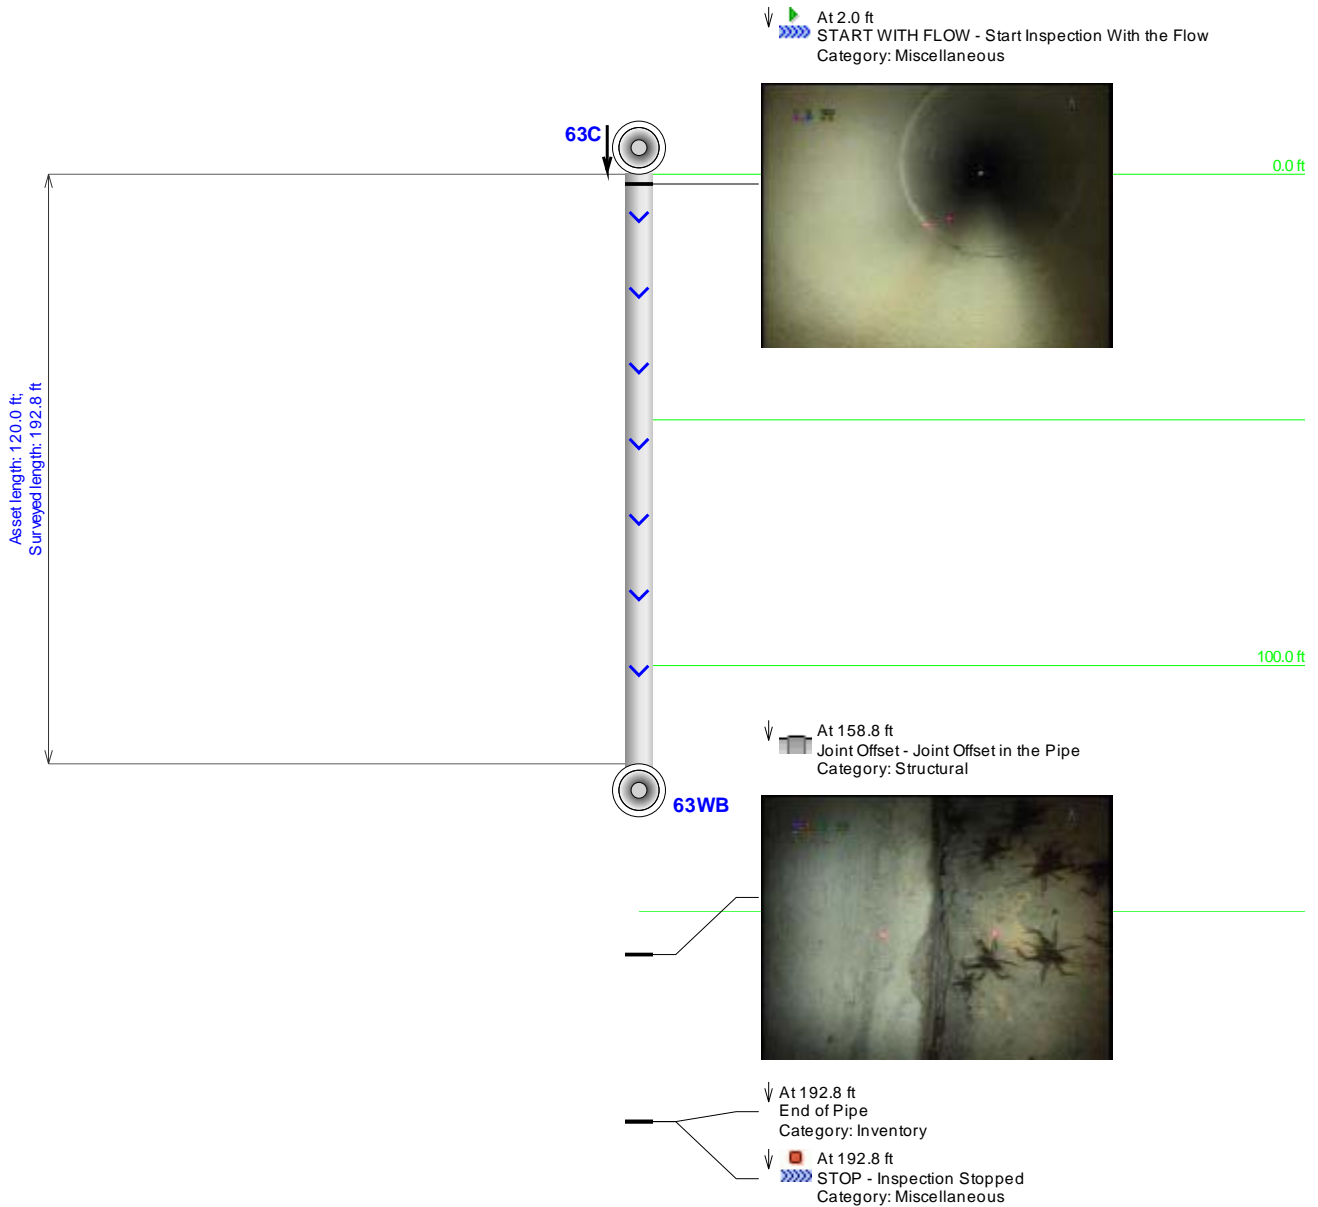 At 2.0 ft
START WITH FLOW - Start Inspection With the Flow
Category: Miscellaneous
63C
0.0 ft
Asset length: 120.0 ft;
Surveyed length: 192.8 ft
100.0 ft
At 158.8 ft
Joint Offset - Joint Offset in the Pipe
Category: Structural
63WB
At 192.8 ft
End of Pipe
Category: Inventory
At 192.8 ft
STOP - Inspection Stopped
Category: Miscellaneous